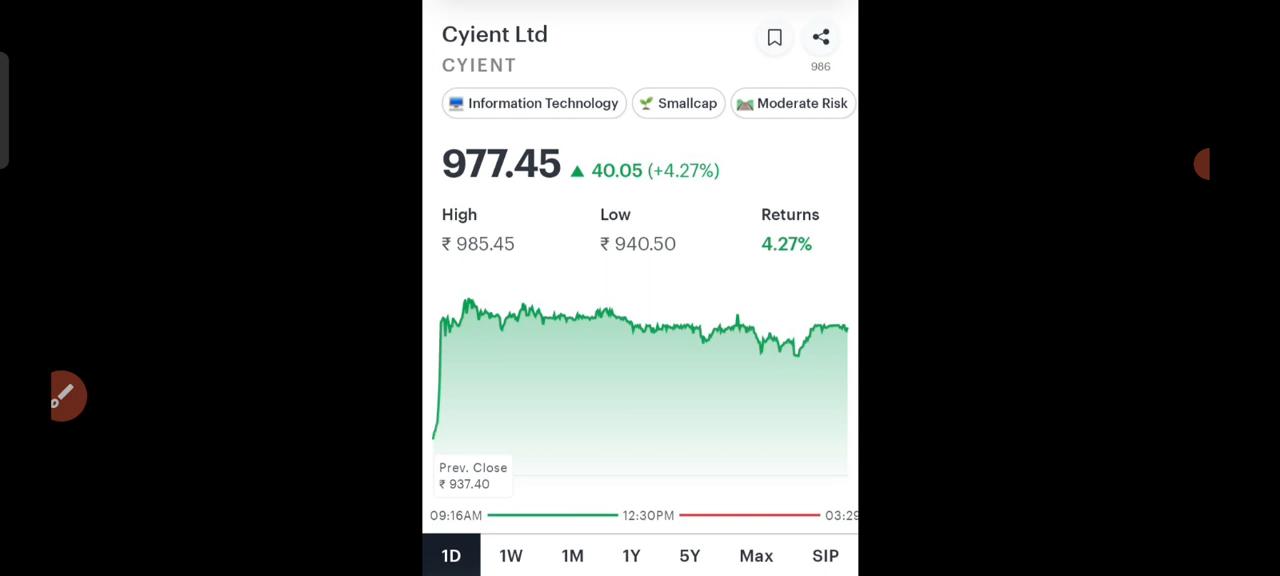 Cyient Ltd
CYIENT
986
Information Technology Smallcap Moderate Risk
977.45 ▲ 40.05 (+4.27%)
High Low Returns
₹ 985.45 ₹ 940.50 4.27%
Prev. Close
₹ 937.40
09:16AM 12:30PM 03:29
1D 1W 1M 1Y 5Y Max SIP